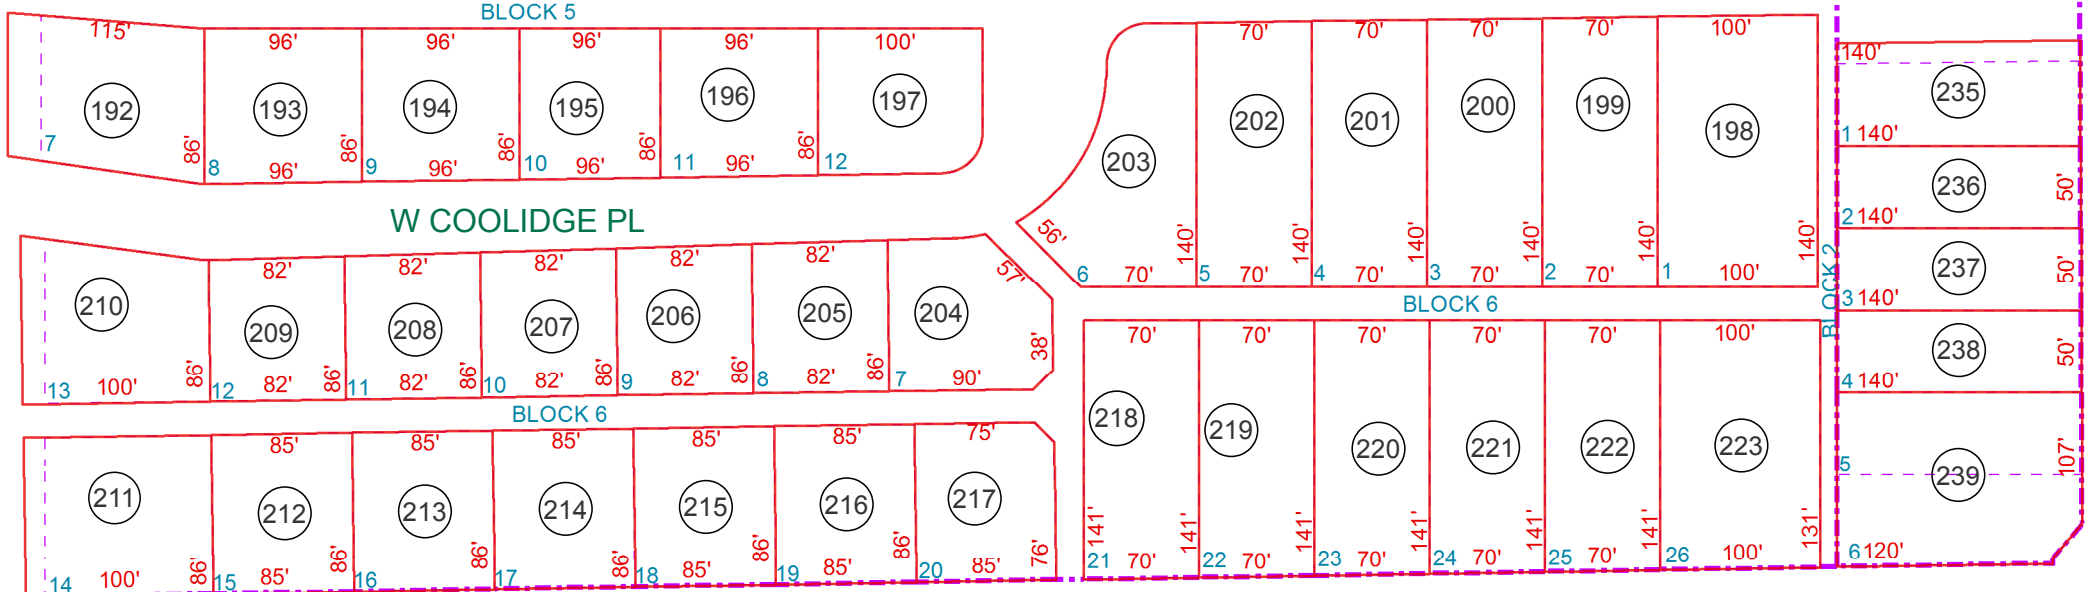 BLOCK 5
115' 96' 96' 96' 96' 100'
192 193 194 195 196 197
7 86' 86' 86' 86' 86'
8 96' 9 96' 10 96' 11 96' 12
70' 70' 70' 70' 100'
203 202 201 200 199 198
56' 140' 140' 140' 140' 140' 140'
6 70' 5 70' 4 70' 3 70' 2 70' 1 100'
W COOLIDGE PL
82' 82' 82' 82' 82' 57'
210 209 208 207 206 205 204
86' 86' 86' 86' 86' 86' 38'
13 100' 12 82' 11 82' 10 82' 9 82' 8 82' 7 90'
BLOCK 6
BLOCK 6
85' 85' 85' 85' 85' 75'
211 212 213 214 215 216 217
86' 86' 86' 86' 86' 86' 76'
14 100' 15 85' 16 17 18 85' 19 85' 20 85'
70' 70' 70' 70' 70' 100'
218 219 220 221 222 223
141' 141' 141' 141' 141' 141' 131'
21 70' 22 70' 23 70' 24 70' 25 70' 26 100'
BLOCK 2
140'
235
1 140'
236 50'
2 140'
237 50'
3 140'
238 50'
4 140'
5 239 107'
6 120'